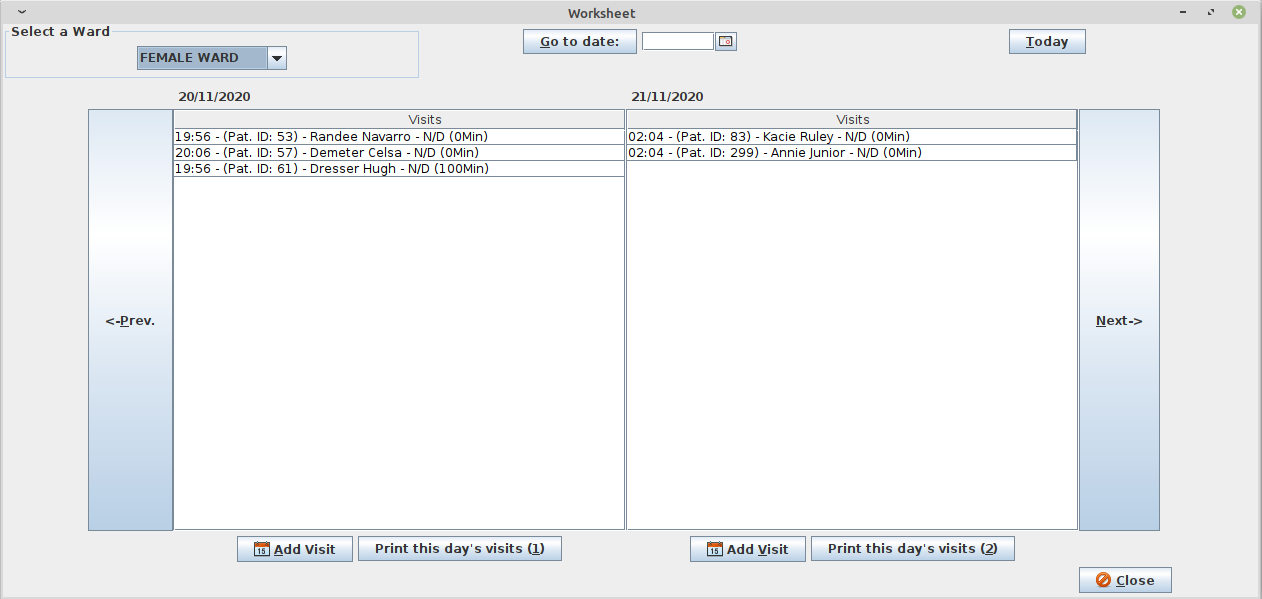 Worksheet
Select a Ward
FEMALE WARD
Go to date:
Today
20/11/2020
21/11/2020
<-Prev.
Visits
19:56 - (Pat. ID: 53) - Randee Navarro - N/D (0Min)
20:06 - (Pat. ID: 57) - Demeter Celsa - N/D (0Min)
19:56 - (Pat. ID: 61) - Dresser Hugh - N/D (100Min)
Visits
02:04 - (Pat. ID: 83) - Kacie Ruley - N/D (0Min)
02:04 - (Pat. ID: 299) - Annie Junior - N/D (0Min)
Next->
15 Add Visit
Print this day's visits (1)
15 Add Visit
Print this day's visits (2)
Close